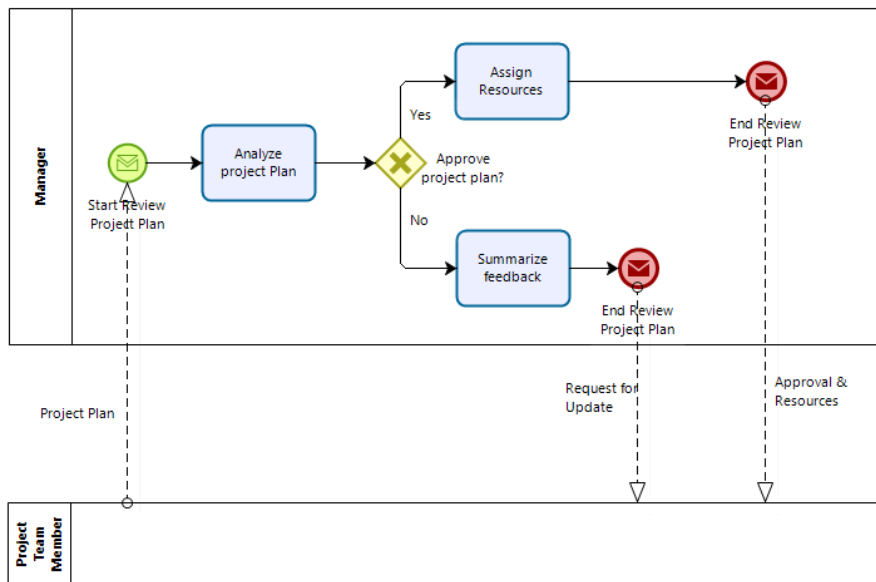 Manager
Start Review
Project Plan
Analyze
project Plan
Approve
project plan?
Yes
Assign
Resources
End Review
Project Plan
No
Summarize
feedback
End Review
Project Plan
Project Plan
Request for
Update
Approval &
Resources
Project
Team
Member